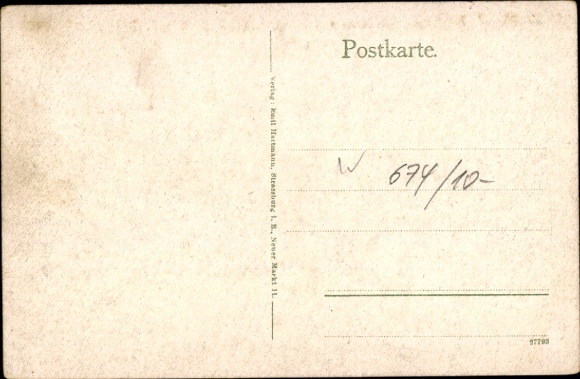 Postkarte.
Verlag: Emil Hartmann, Strassburg i. E., Neuer Markt 11.
W 674/10-
27793